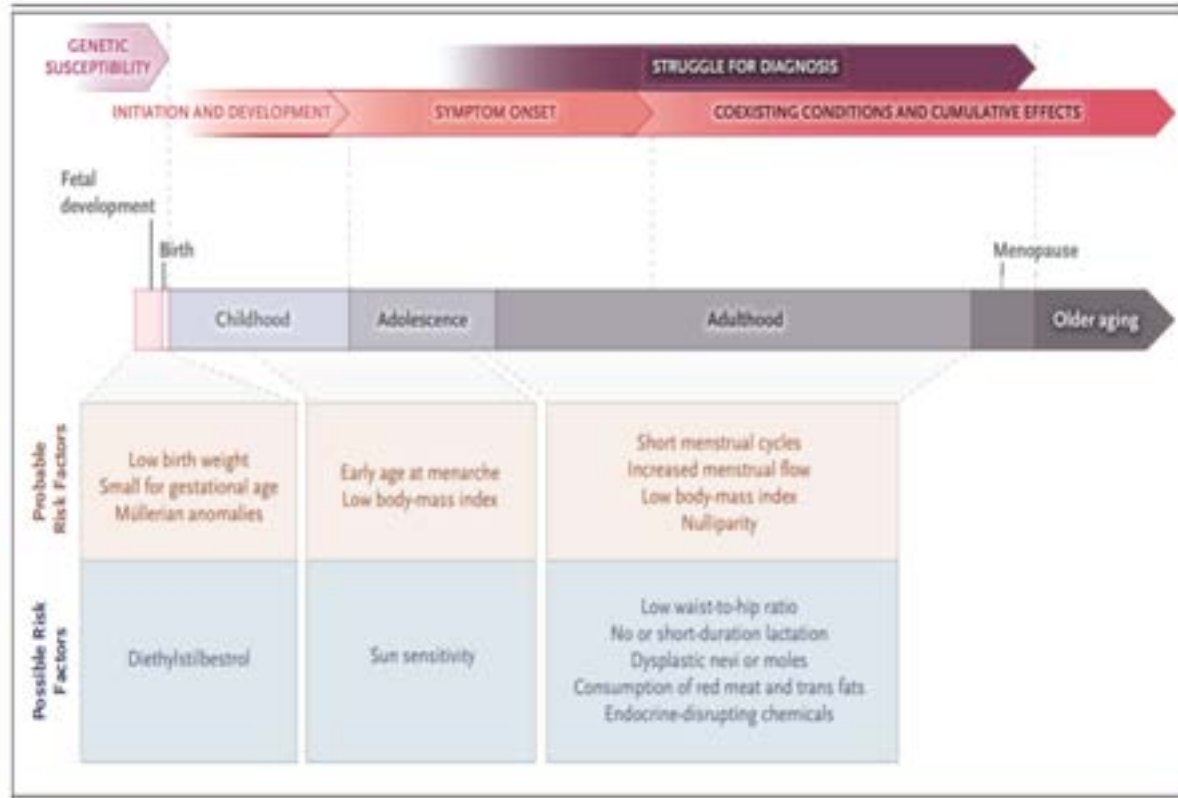 GENETIC
SUSCEPTIBILITY
STRUGGLE FOR DIAGNOSIS
INITIATION AND DEVELOPMENT
SYMPTOM ONSET
COEXISTING CONDITIONS AND CUMULATIVE EFFECTS
Fetal
development
Birth
Menopause
Childhood
Adolescence
Adulthood
Older aging
Probable
Risk Factors
Low birth weight
Small for gestational age
Müllerian anomalies
Early age at menarche
Low body-mass index
Short menstrual cycles
Increased menstrual flow
Low body-mass index
Nulliparity
Possible Risk
Factors
Diethylstilbestrol
Sun sensitivity
Low waist-to-hip ratio
No or short-duration lactation
Dysplastic nevi or moles
Consumption of red meat and trans fats
Endocrine-disrupting chemicals